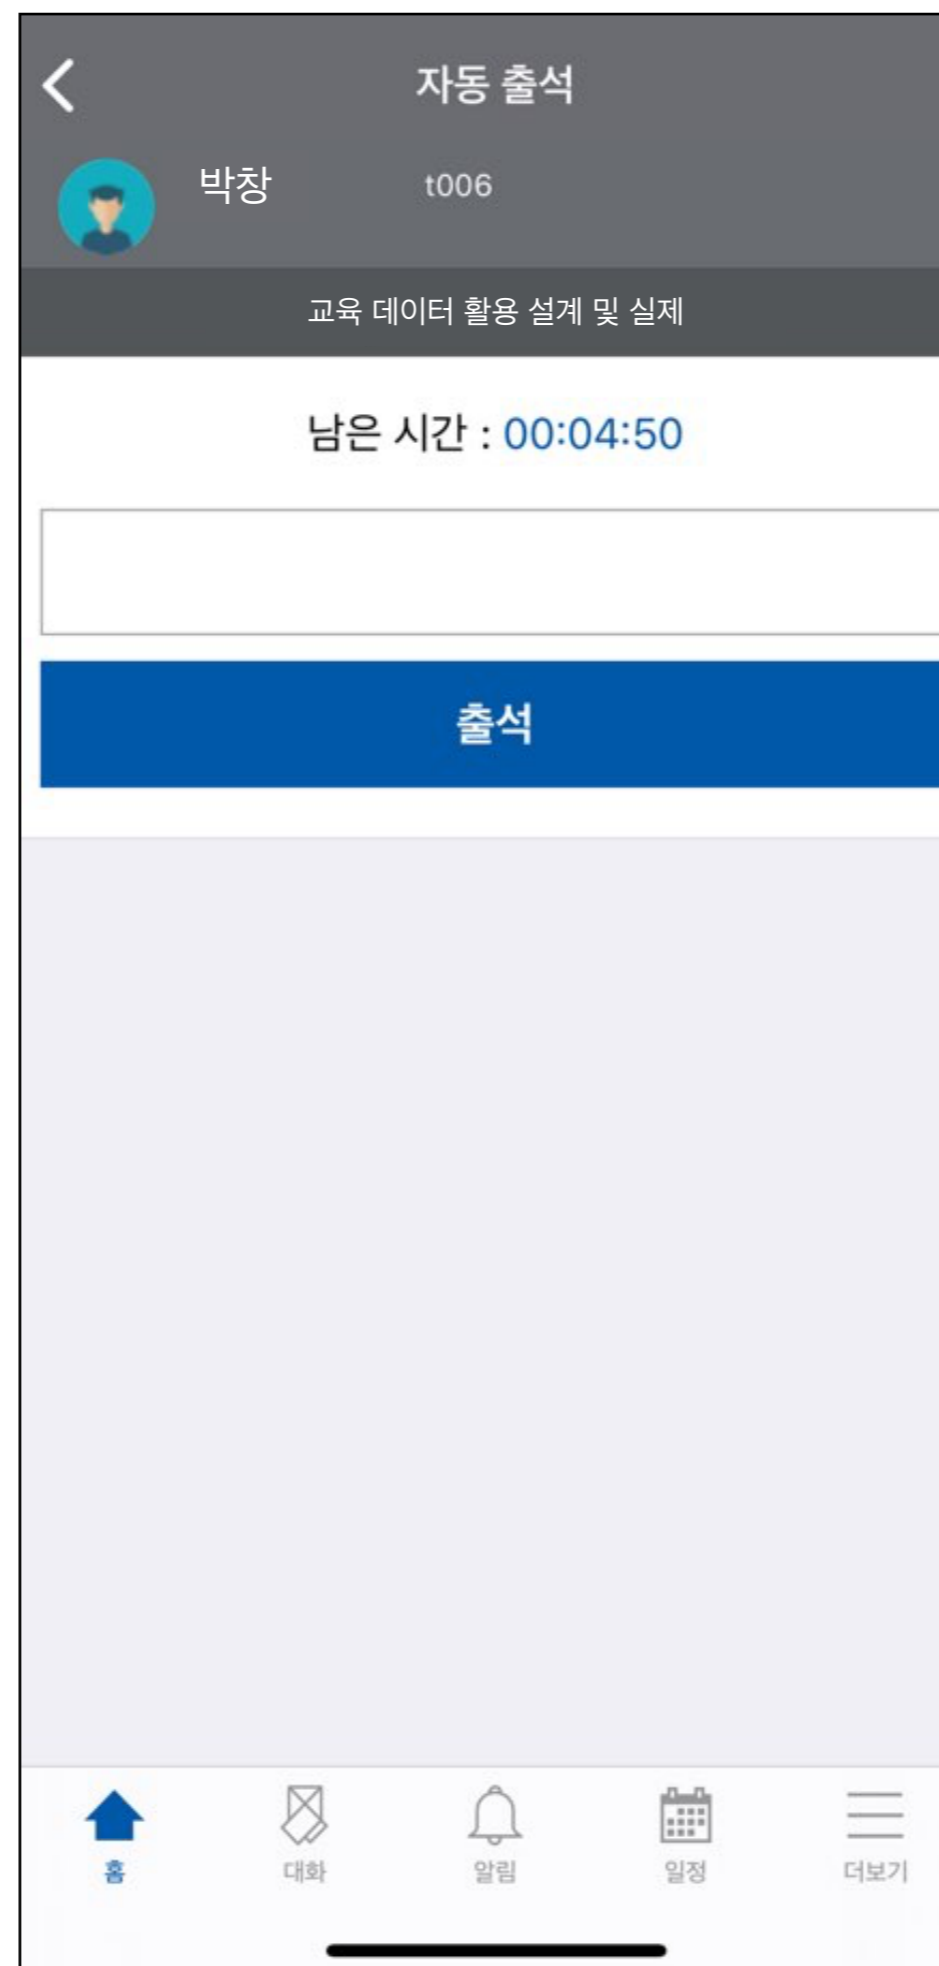 자동 출석
박창 t006
교육 데이터 활용 설계 및 실제
남은 시간 : 00:04:50
출석
홈 대화 알림 일정 더보기